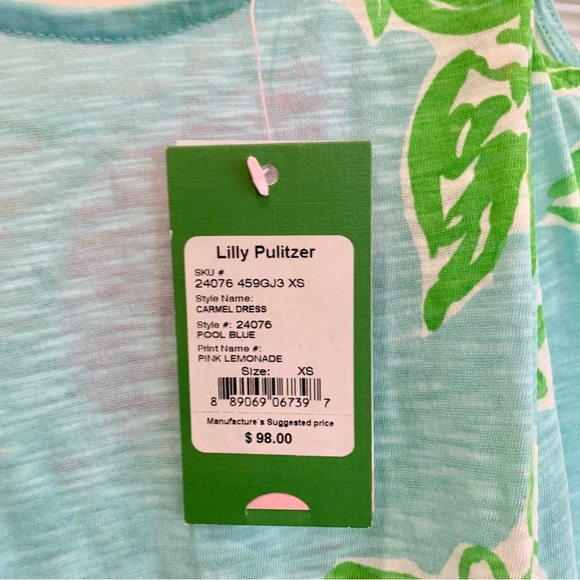 Lilly Pulitzer
SKU #
24076 459GJ3 XS
Style Name:
CARMEL DRESS
Style #: 24076
POOL BLUE
Print Name #:
PINK LEMONADE
Size: XS
8 89069 06739 7
Manufacture's Suggested price
$ 98.00